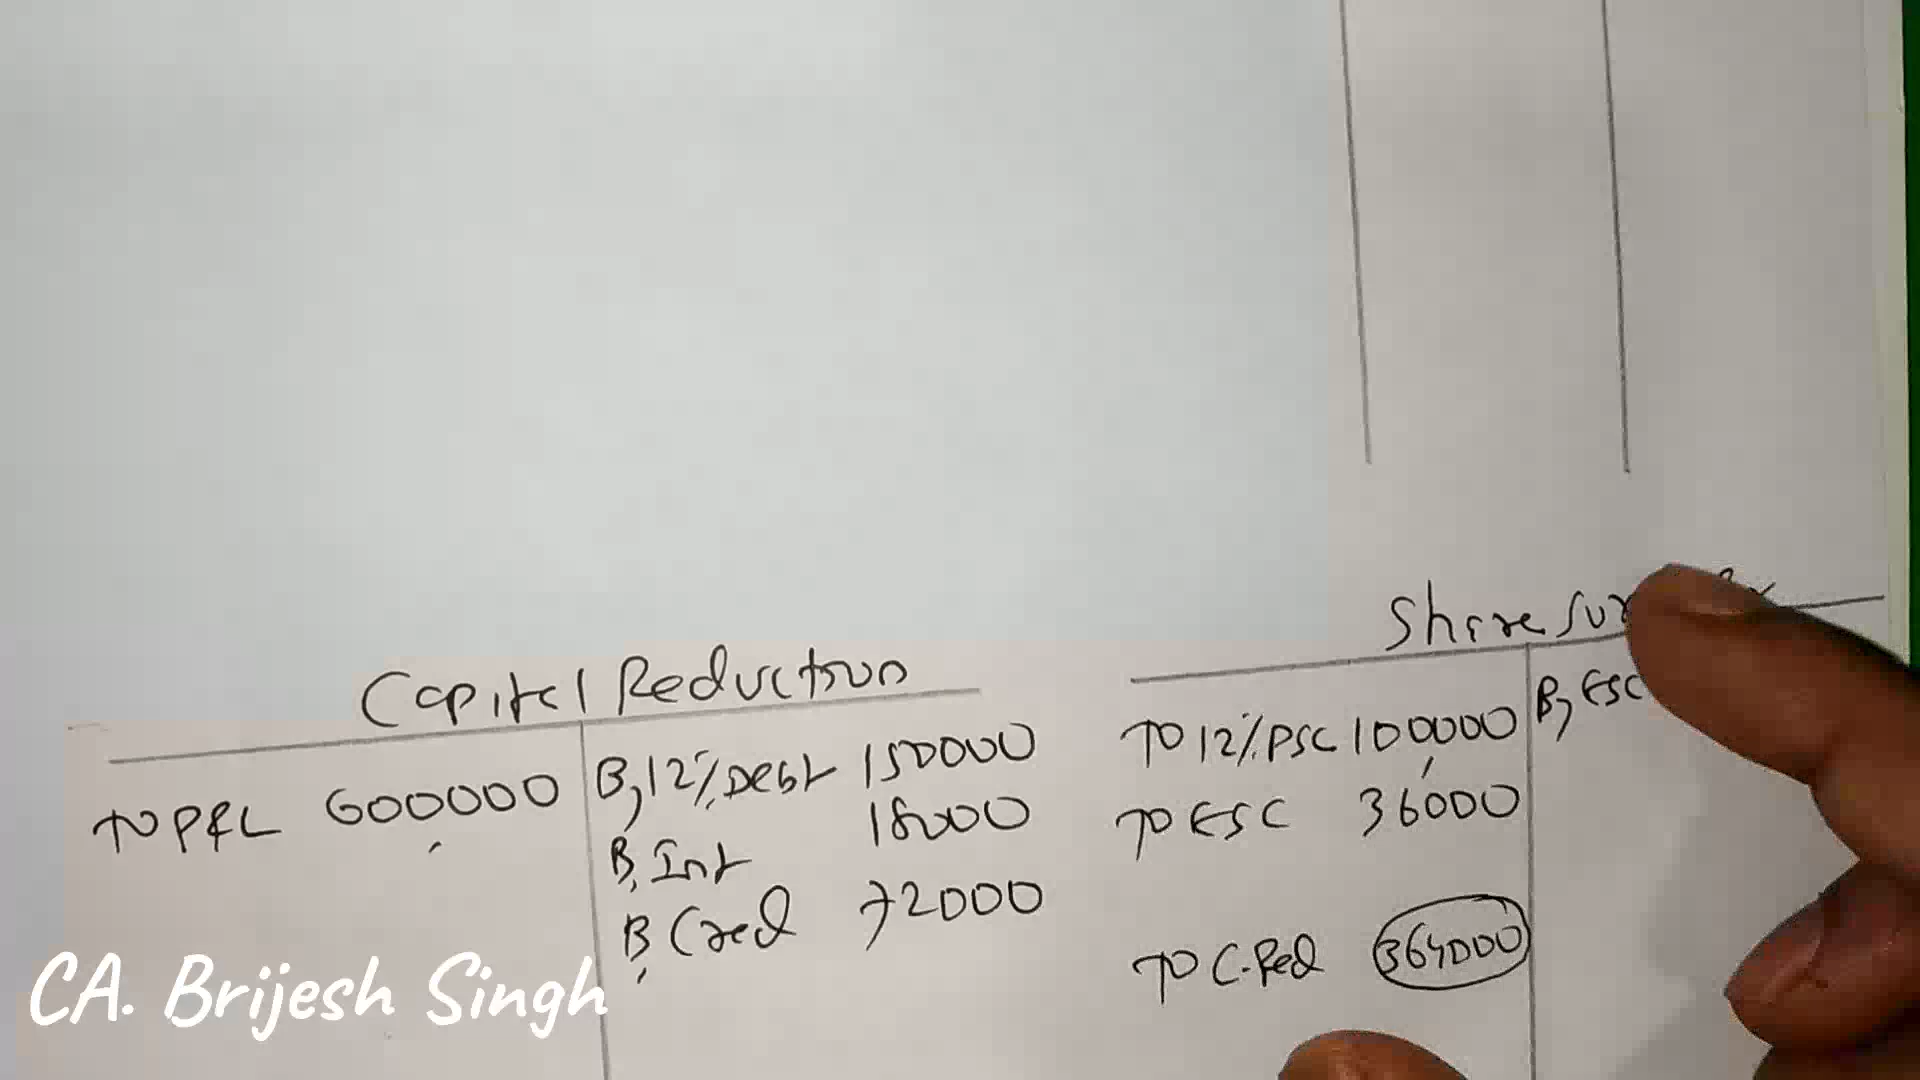 Capital Reduction
To P&L 600000
By 12% Debt 150000
By Int 18000
By Cred 72000
Share
To 12% PSC 100000
To ESC 36000
To C.Red 364000
By ESC
CA. Brijesh Singh